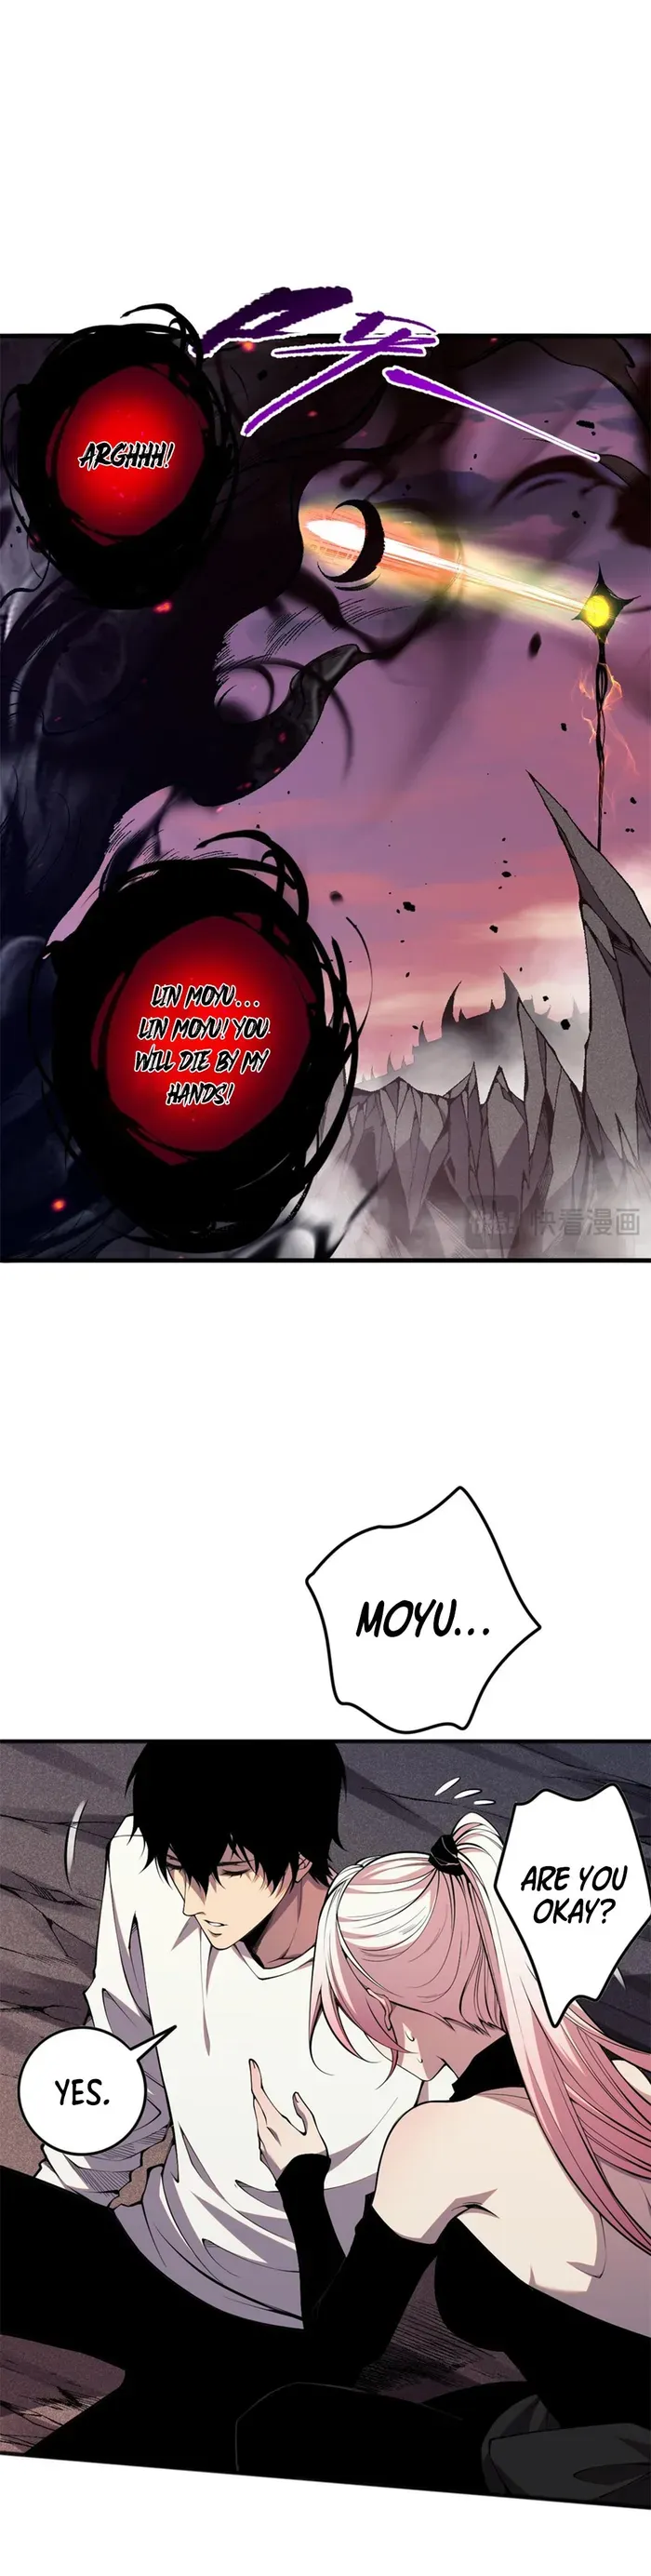 ARGHHH!
LIN MOYU...
LIN MOYU! YOU
WILL DIE BY MY
HANDS!
快看漫画
MOYU...
ARE YOU
OKAY?
YES.